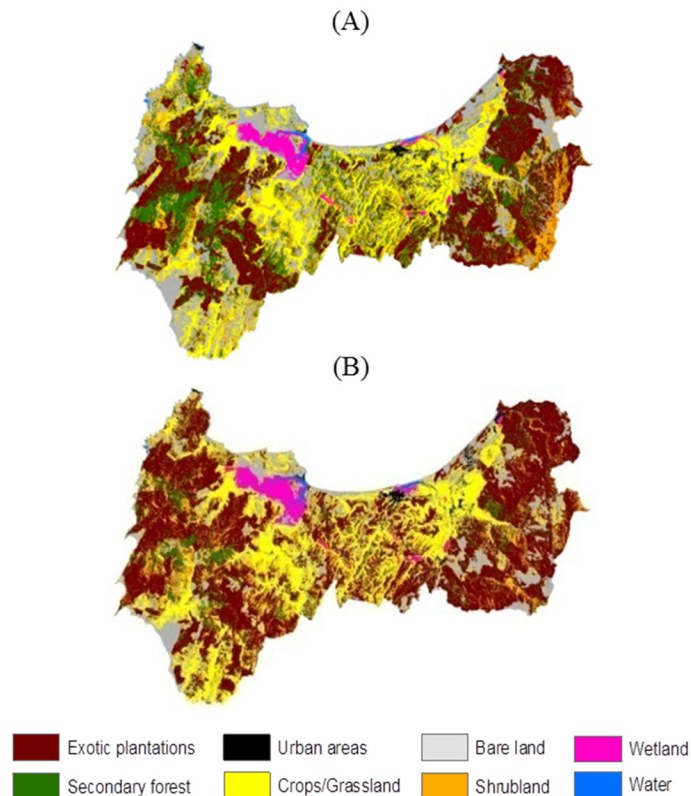 (A)
(B)
Exotic plantations Urban areas Bare land Wetland
Secondary forest Crops/Grassland Shrubland Water